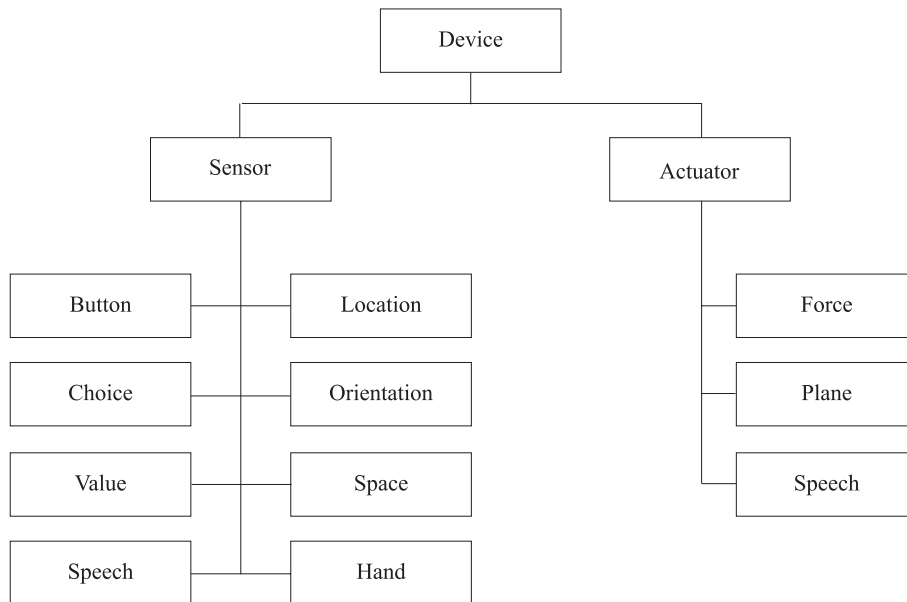 Device
Sensor
Actuator
Button
Location
Force
Choice
Orientation
Plane
Value
Space
Speech
Speech
Hand